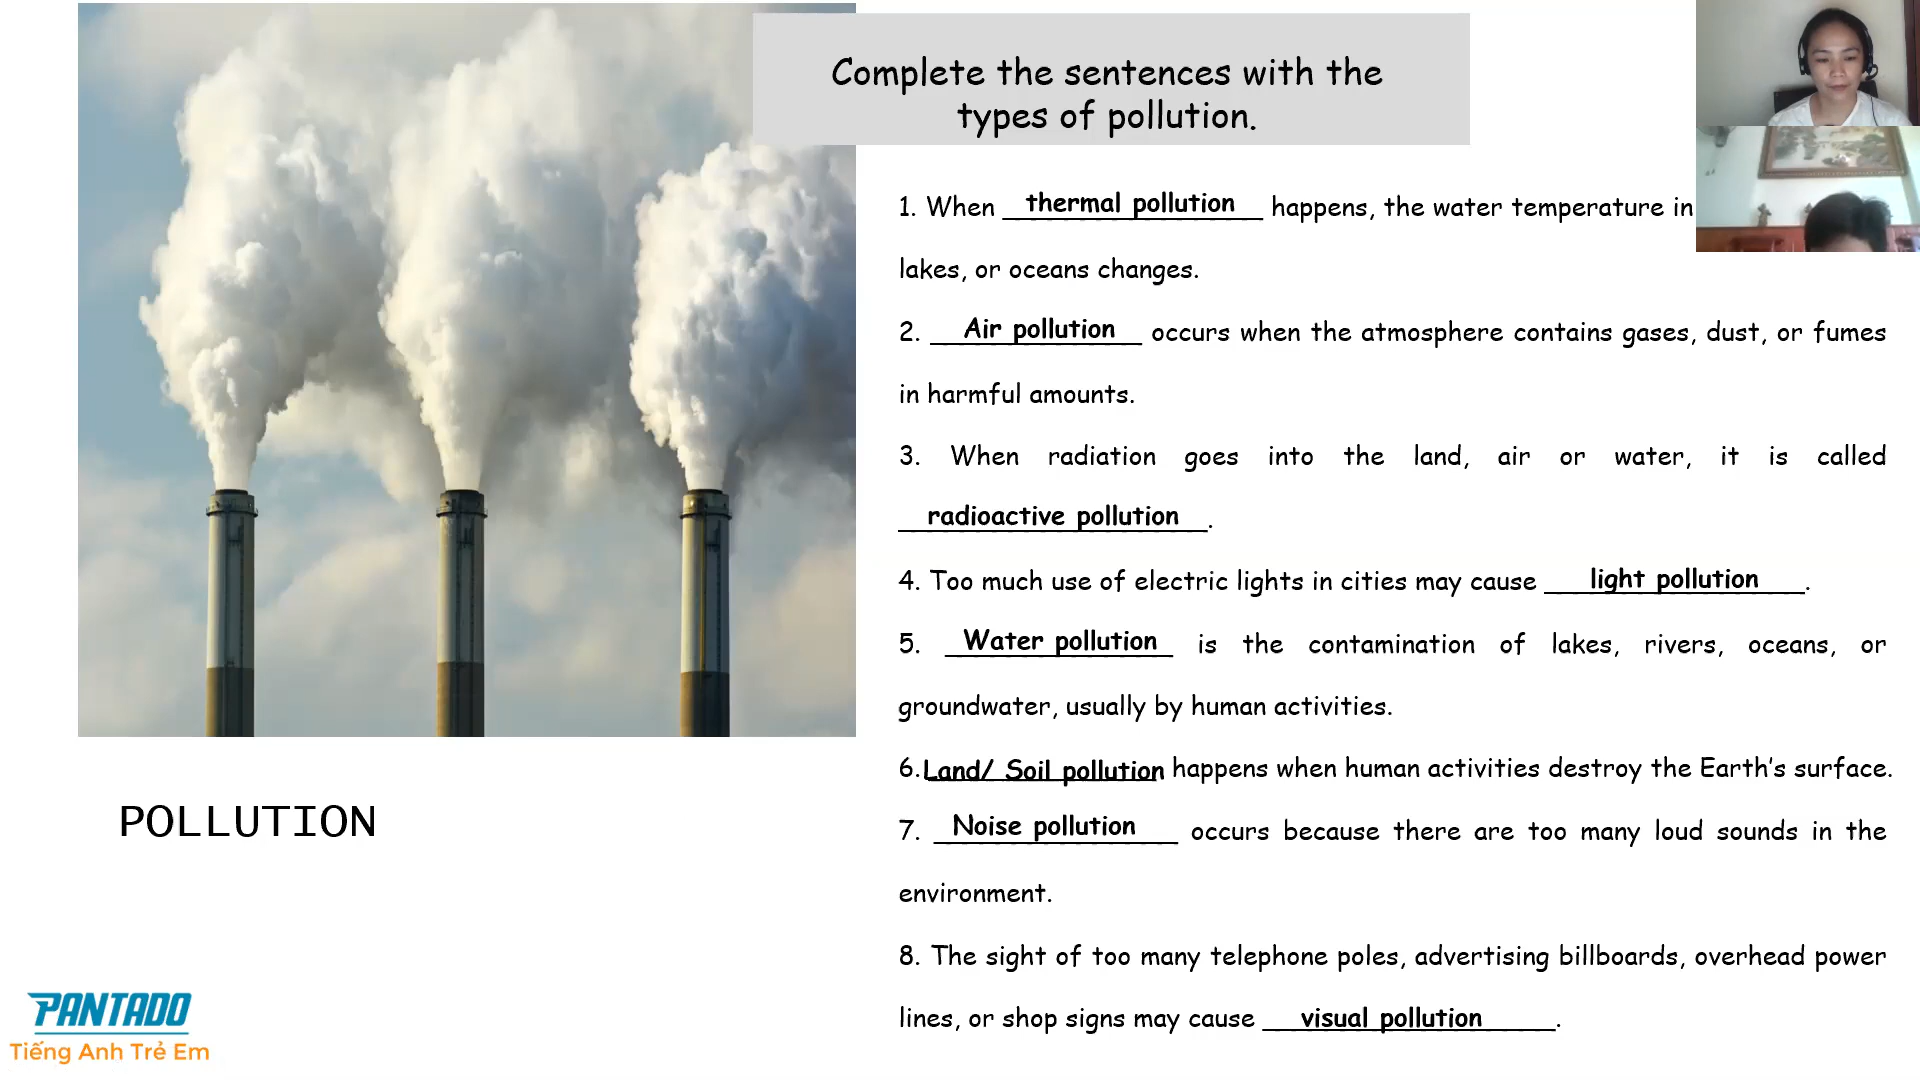 Complete the sentences with the
types of pollution.
1. When thermal pollution happens, the water temperature in
lakes, or oceans changes.
2. Air pollution occurs when the atmosphere contains gases, dust, or fumes
in harmful amounts.
3. When radiation goes into the land, air or water, it is called
radioactive pollution.
4. Too much use of electric lights in cities may cause light pollution.
5. Water pollution is the contamination of lakes, rivers, oceans, or
groundwater, usually by human activities.
6. Land/ Soil pollution happens when human activities destroy the Earth's surface.
7. Noise pollution occurs because there are too many loud sounds in the
environment.
8. The sight of too many telephone poles, advertising billboards, overhead power
lines, or shop signs may cause visual pollution.
POLLUTION
PANTADO
Tiếng Anh Trẻ Em